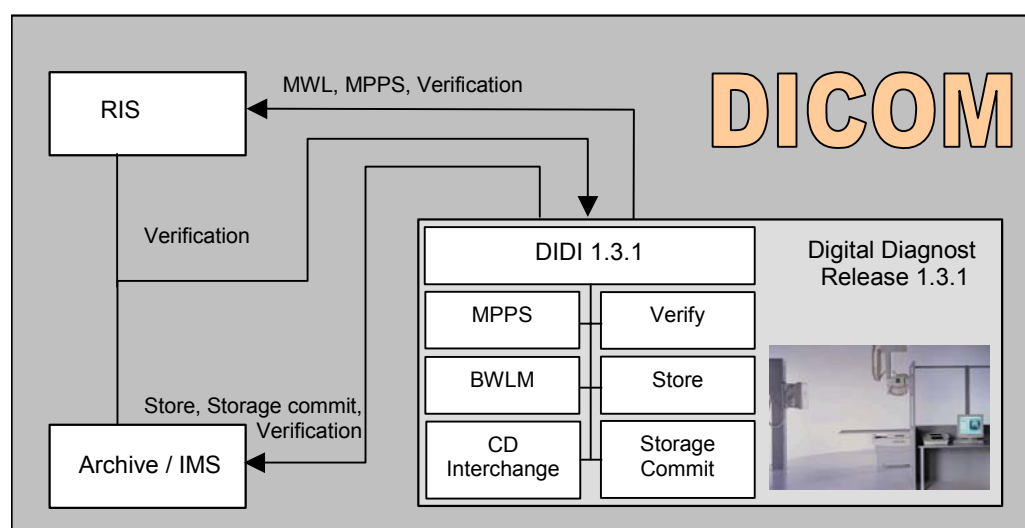 MWL, MPPS, Verification
DICOM
RIS
Verification
DIDI 1.3.1
Digital Diagnost
Release 1.3.1
MPPS
Verify
BWLM
Store
Store, Storage commit,
Verification
CD
Interchange
Storage
Commit
Archive / IMS